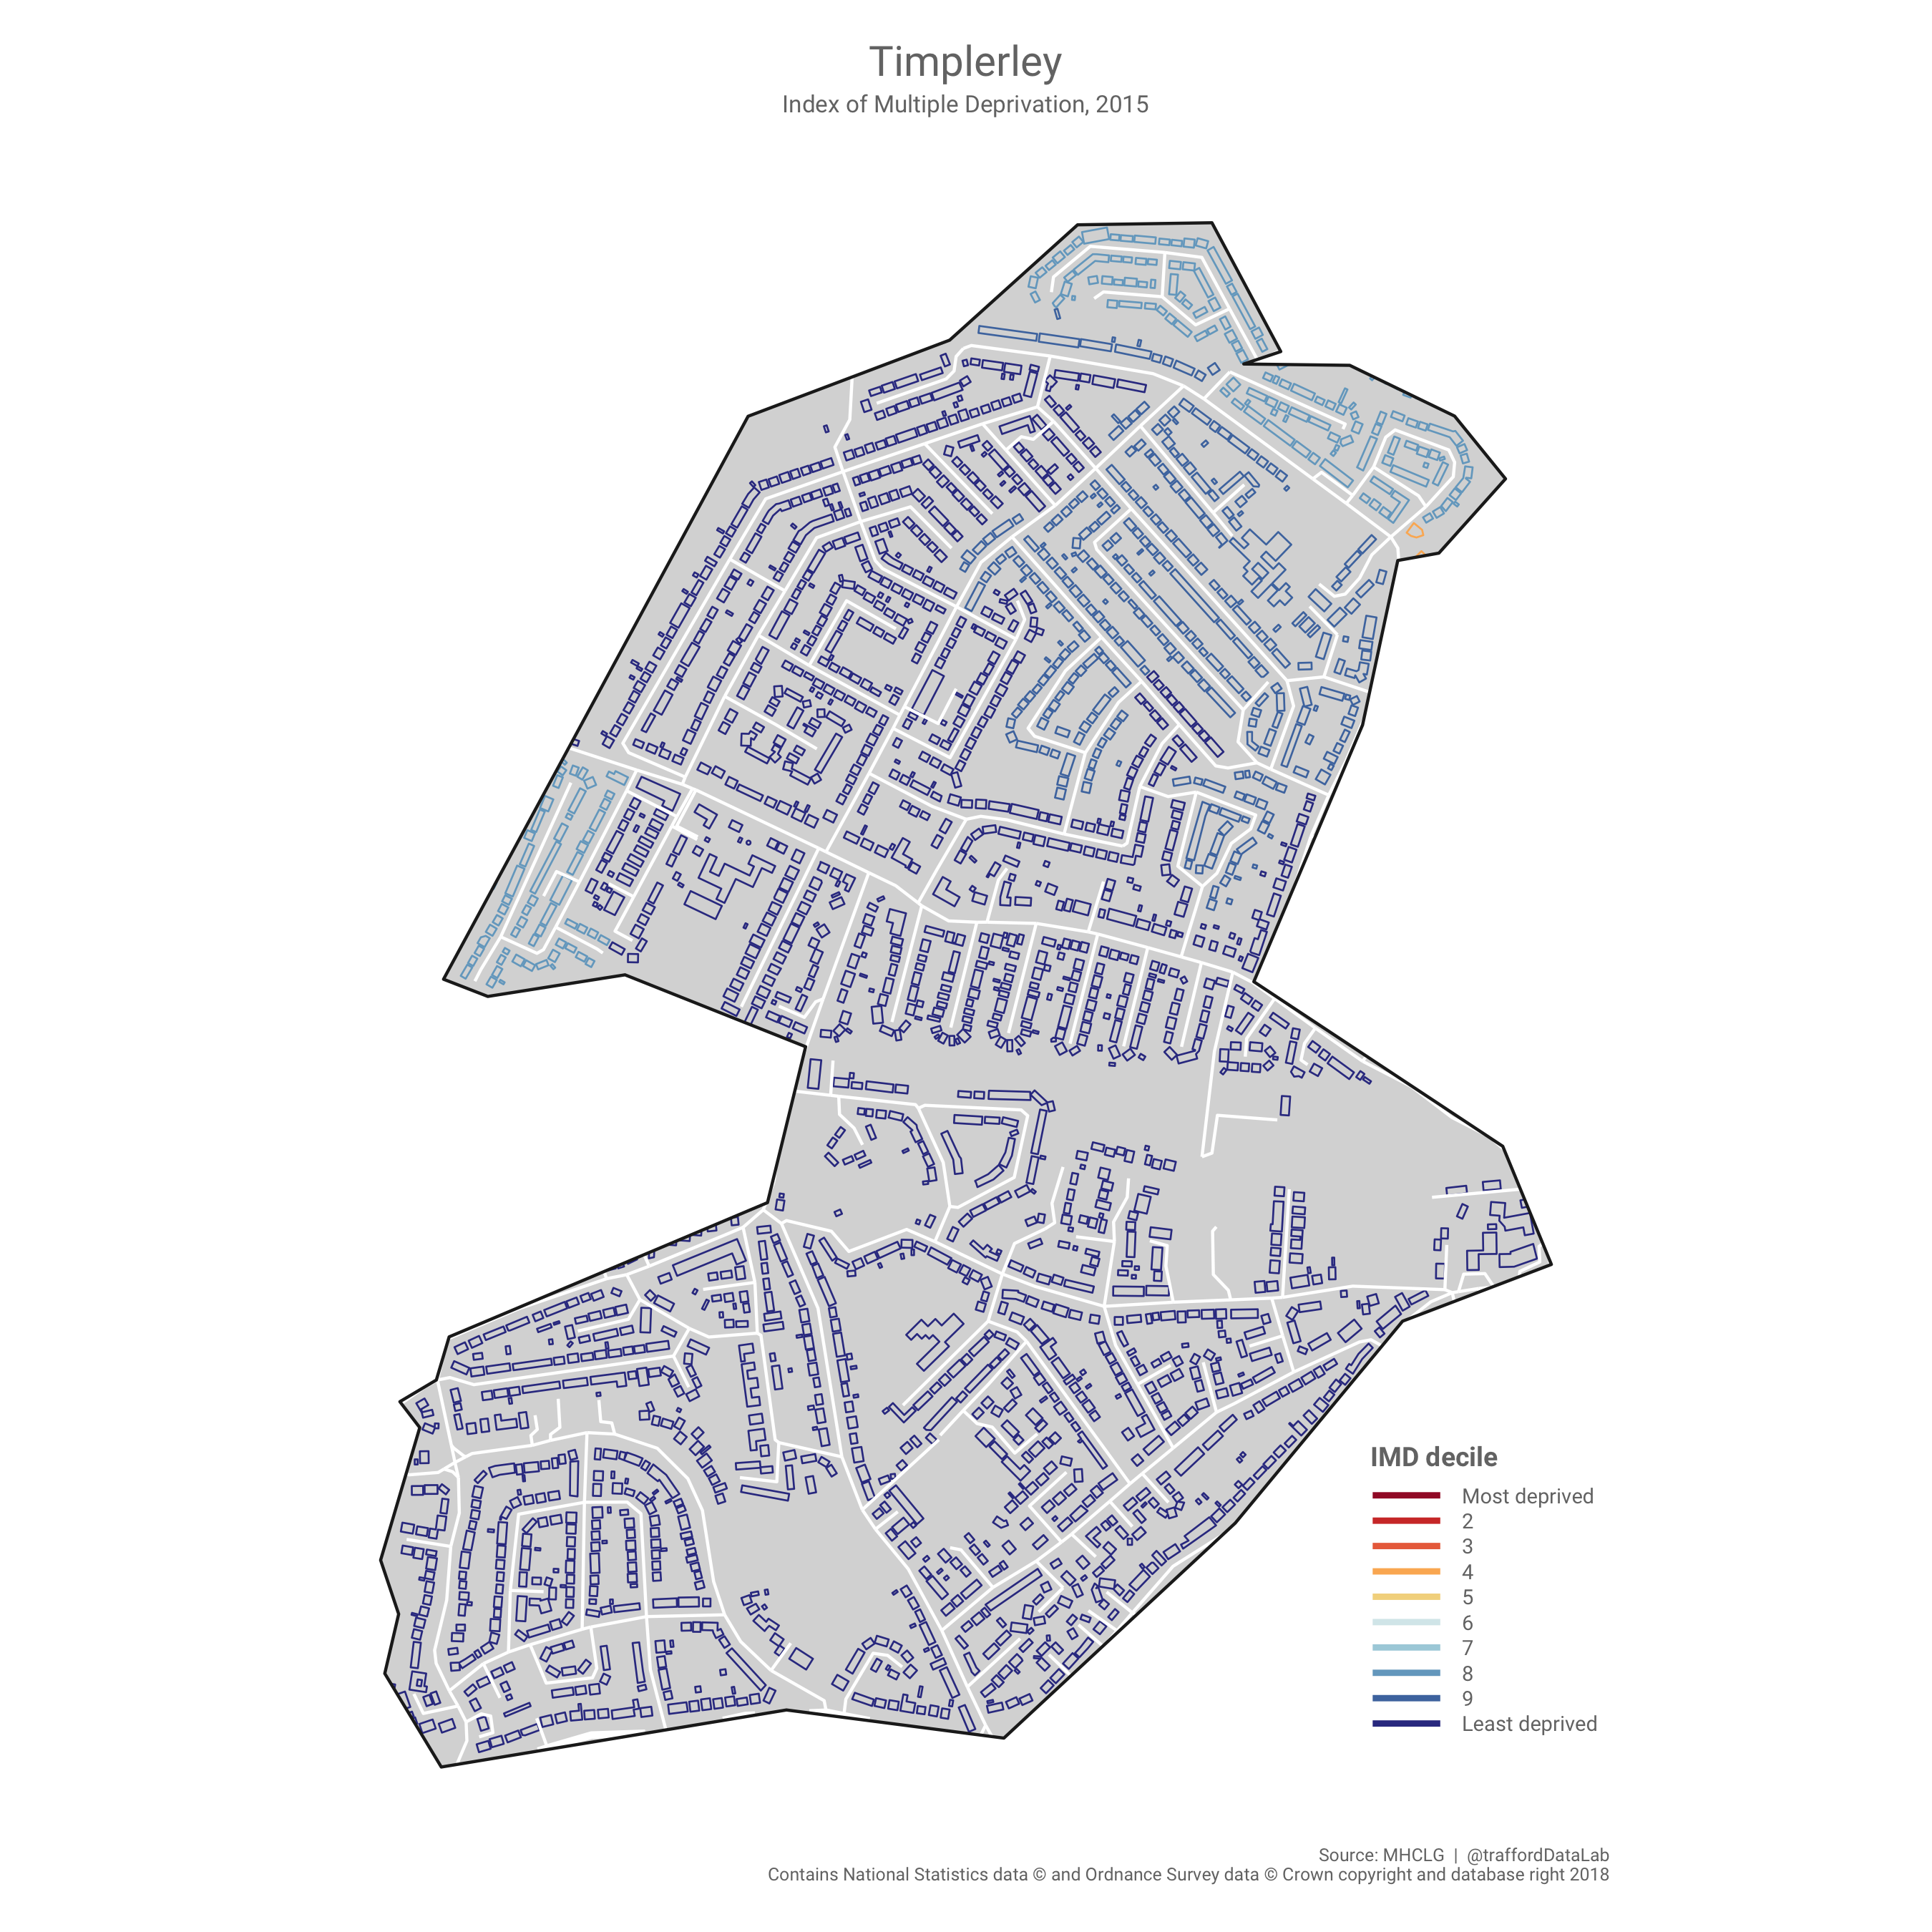 Timplerley
Index of Multiple Deprivation, 2015
IMD decile
Most deprived
2
3
4
5
6
7
8
9
Least deprived
Source: MHCLG | @traffordDataLab
Contains National Statistics data © and Ordnance Survey data © Crown copyright and database right 2018